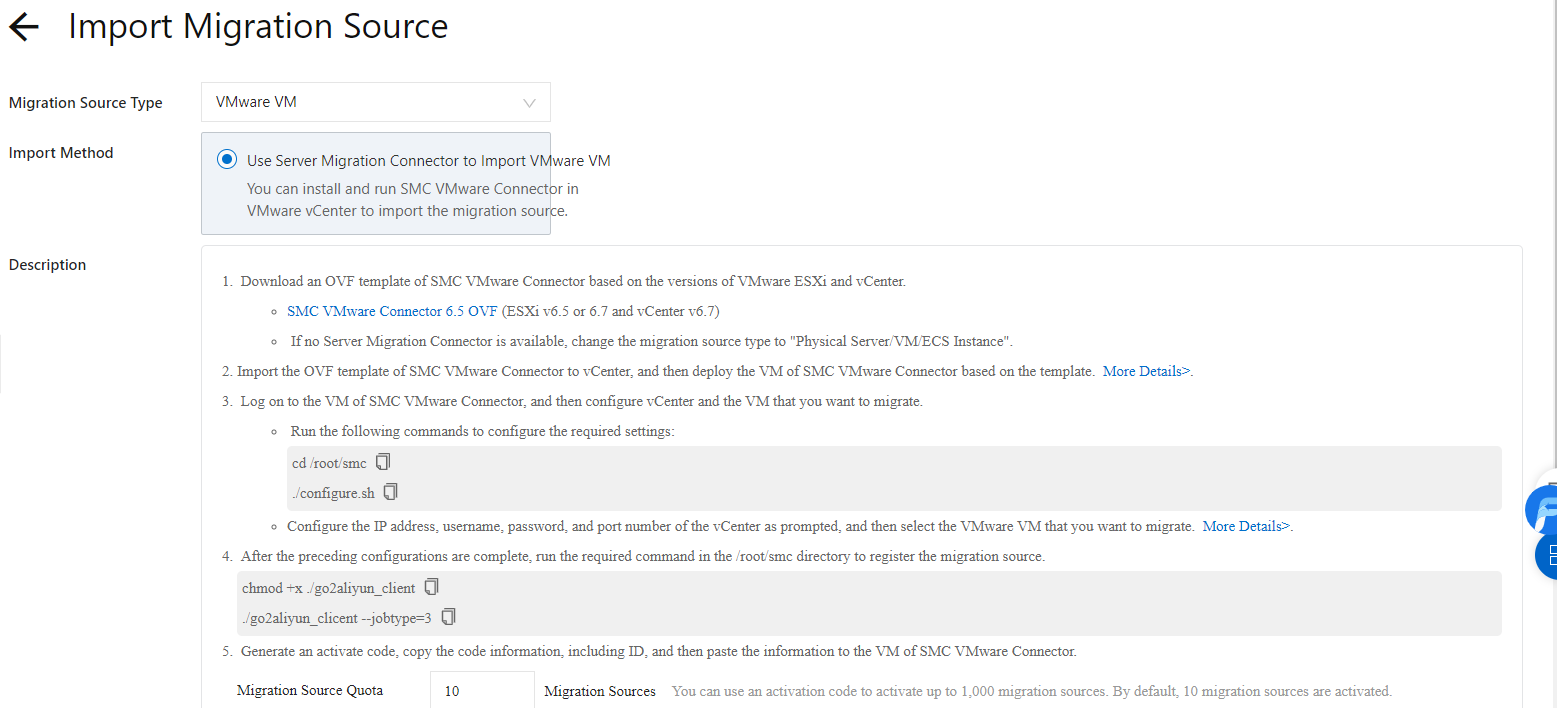 Import Migration Source
Migration Source Type
VMware VM
Import Method
Use Server Migration Connector to Import VMware VM
You can install and run SMC VMware Connector in
VMware vCenter to import the migration source.
Description
1. Download an OVF template of SMC VMware Connector based on the versions of VMware ESXi and vCenter.
SMC VMware Connector 6.5 OVF (ESXi v6.5 or 6.7 and vCenter v6.7)
If no Server Migration Connector is available, change the migration source type to "Physical Server/VM/ECS Instance".
2. Import the OVF template of SMC VMware Connector to vCenter, and then deploy the VM of SMC VMware Connector based on the template. More Details>.
3. Log on to the VM of SMC VMware Connector, and then configure vCenter and the VM that you want to migrate.
Run the following commands to configure the required settings:
cd /root/smc
./configure.sh
Configure the IP address, username, password, and port number of the vCenter as prompted, and then select the VMware VM that you want to migrate. More Details>.
4. After the preceding configurations are complete, run the required command in the /root/smc directory to register the migration source.
chmod +x ./go2aliyun_client
./go2aliyun_clicent --jobtype=3
5. Generate an activate code, copy the code information, including ID, and then paste the information to the VM of SMC VMware Connector.
Migration Source Quota
10
Migration Sources
You can use an activation code to activate up to 1,000 migration sources. By default, 10 migration sources are activated.